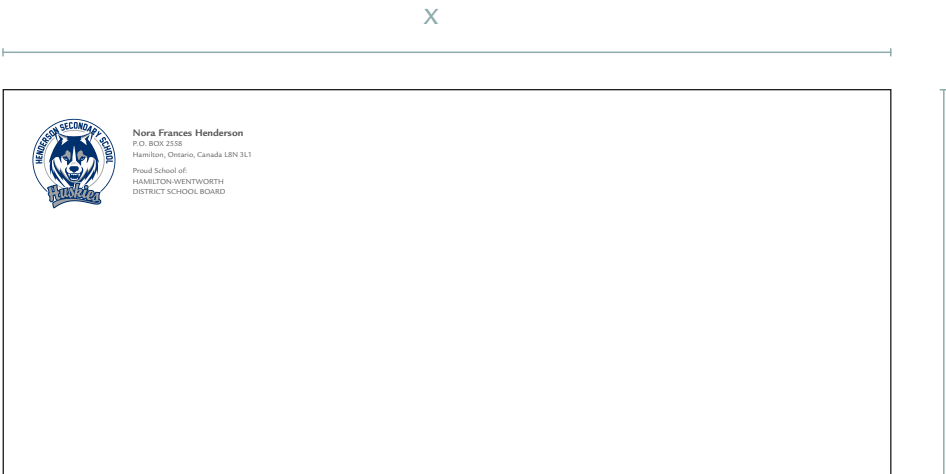 X
HENDERSON SECONDARY SCHOOL
Huskies
Nora Frances Henderson
P.O. BOX 2558
Hamilton, Ontario, Canada L8N 3L1
Proud School of:
HAMILTON-WENTWORTH
DISTRICT SCHOOL BOARD